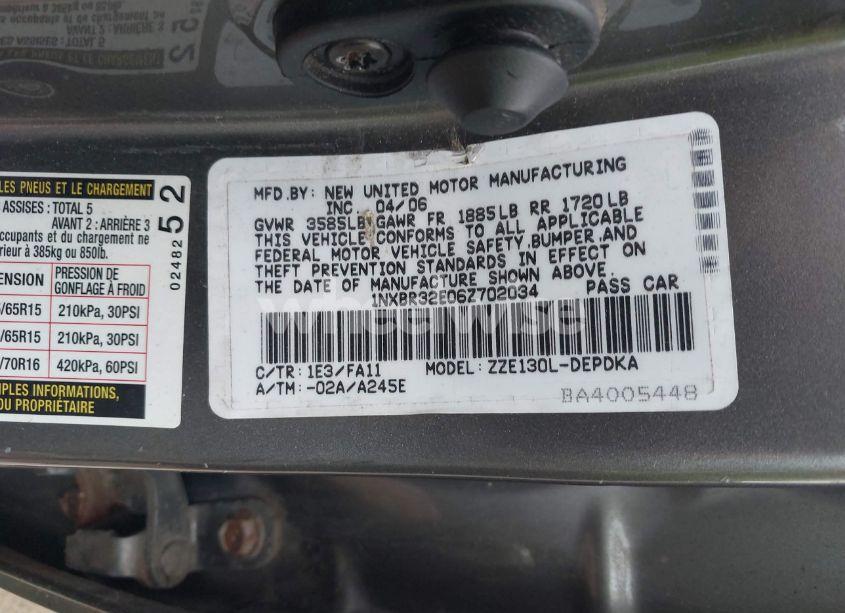 LES PNEUS ET LE CHARGEMENT
ASSISES : TOTAL 5
AVANT 2 : ARRIÈRE 3
occupants et du chargement ne
à 385kg ou 850lb.
PRESSION DE
GONFLAGE À FROID
/65R15 210kPa, 30PSI
/65R15 210kPa, 30PSI
/70R16 420kPa, 60PSI
INFORMATIONS,
DU PROPRIÉTAIRE
02482 52
MFD.BY: NEW UNITED MOTOR MANUFACTURING
INC 04/06
GVWR 3585LB GAWR FR 1885LB RR 1720LB
THIS VEHICLE CONFORMS TO ALL APPLICABLE
FEDERAL MOTOR VEHICLE SAFETY,BUMPER,AND
THEFT PREVENTION STANDARDS IN EFFECT ON
THE DATE OF MANUFACTURE SHOWN ABOVE.
1NXBR32E06Z702034 PASS CAR
wheelwise
C/TR: 1E3/FA11 MODEL: ZZE130L-DEPDKA
A/TM: -02A/A245E
BA4005448